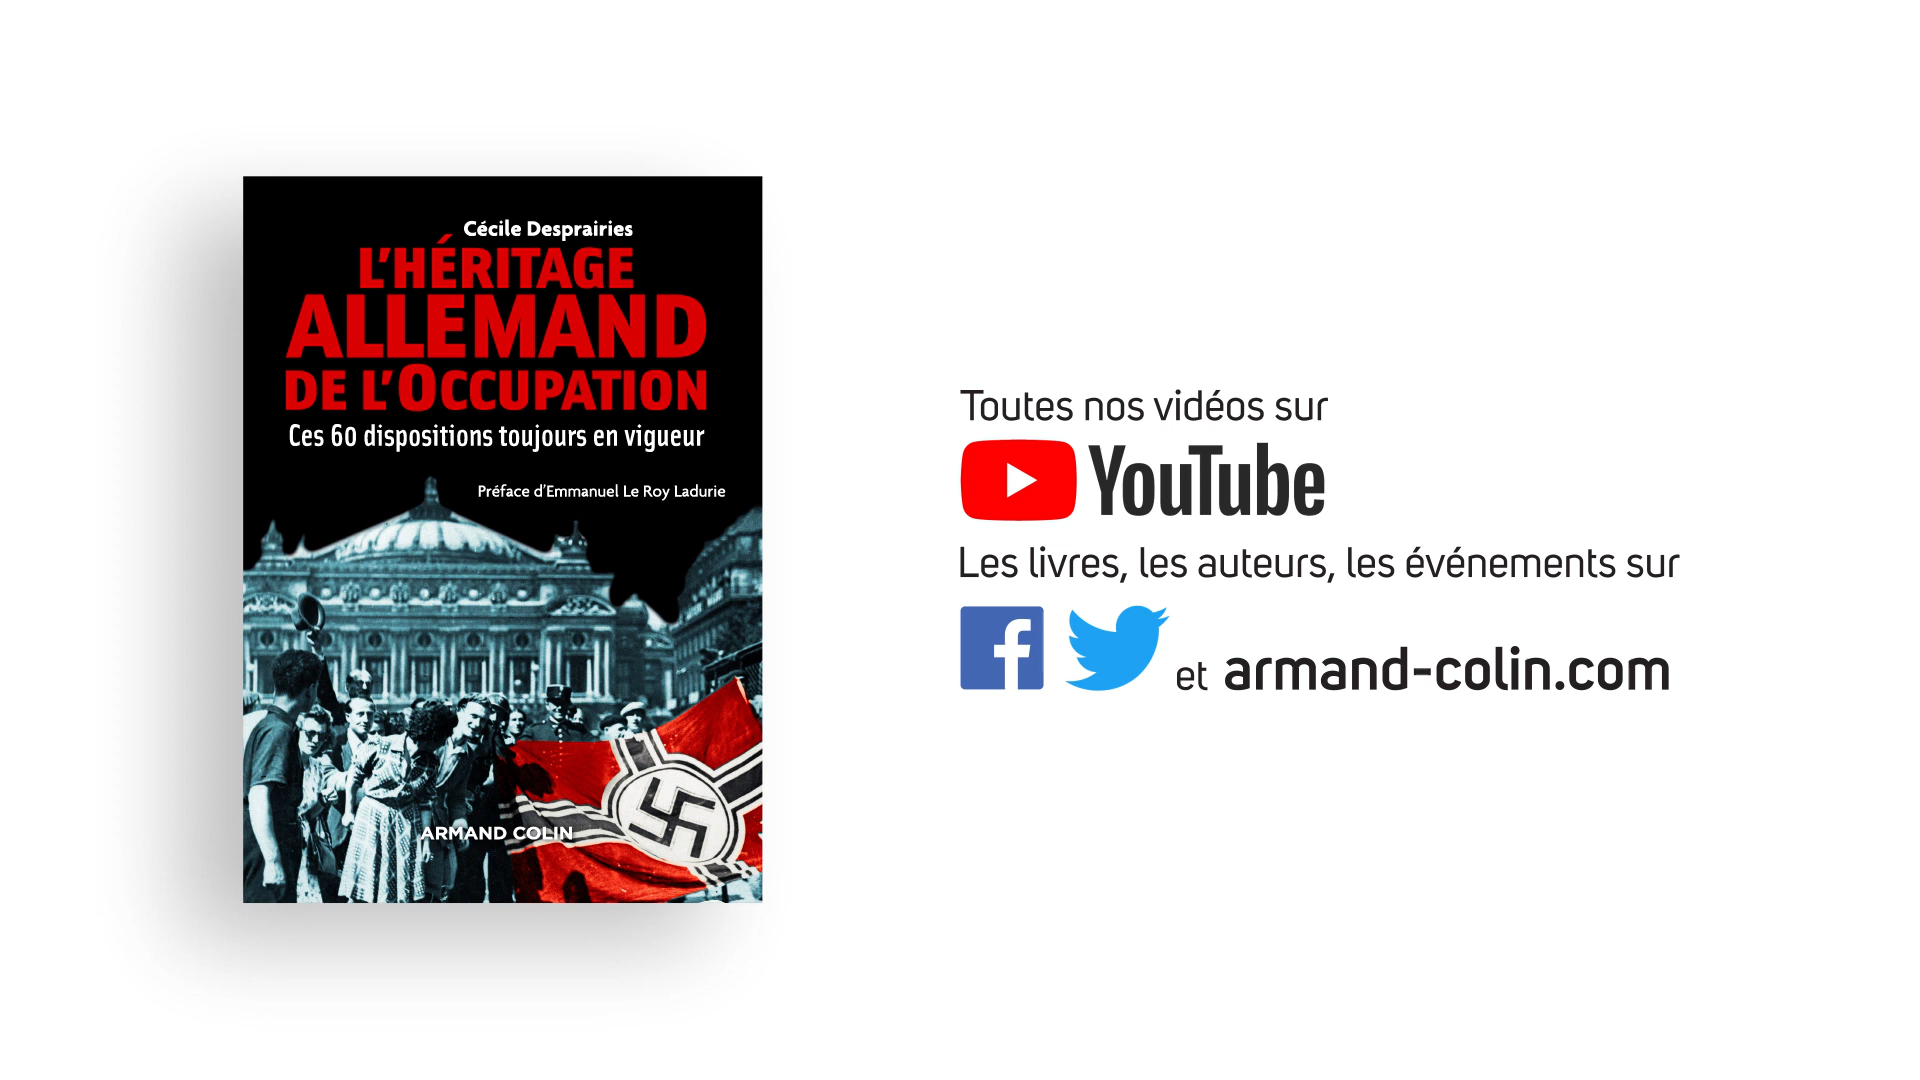 Cécile Desprairies
L'HÉRITAGE
ALLEMAND
DE L'OCCUPATION
Ces 60 dispositions toujours en vigueur
Préface d'Emmanuel Le Roy Ladurie
ARMAND COLIN
Toutes nos vidéos sur
YouTube
Les livres, les auteurs, les événements sur
et armand-colin.com